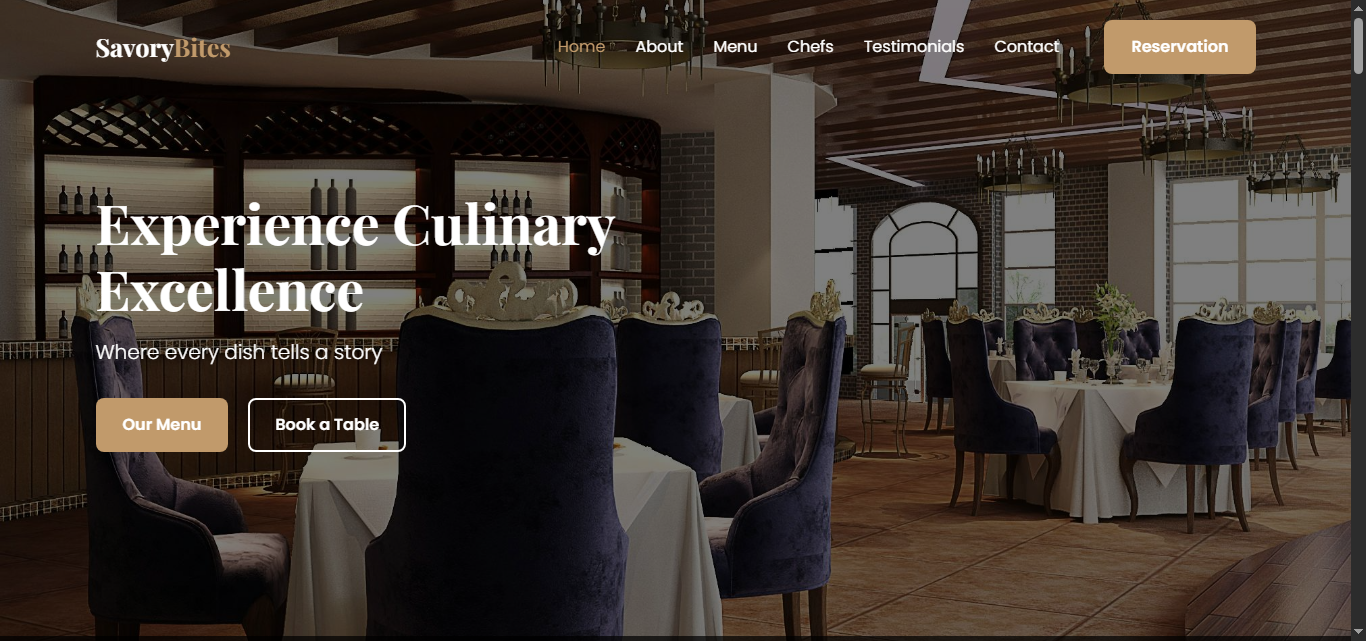 SavoryBites
Home About Menu Chefs Testimonials Contact Reservation
Experience Culinary
Excellence
Where every dish tells a story
Our Menu Book a Table